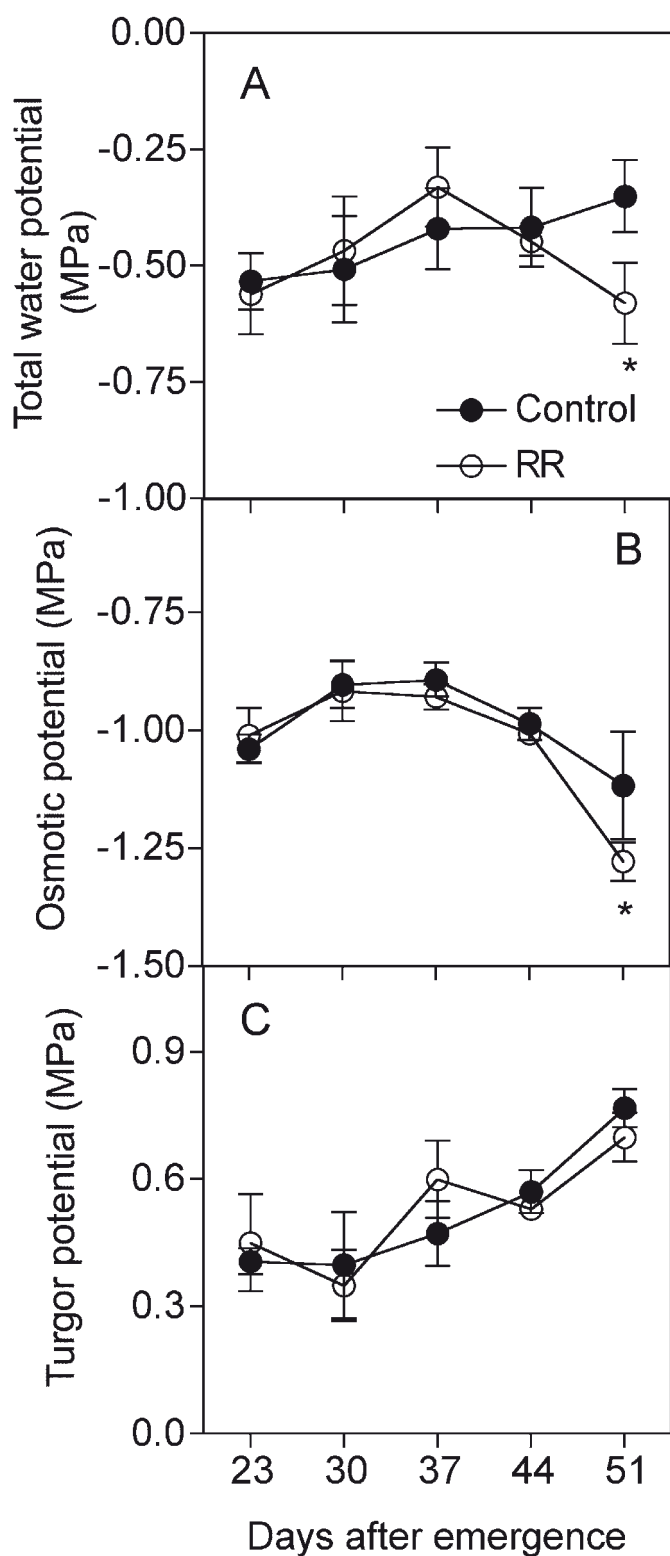 Total water potential
(MPa)
0.00
-0.25
-0.50
-0.75
-1.00
A
*
Control
RR
Osmotic potential (MPa)
-0.75
-1.00
-1.25
-1.50
B
*
Turgor potential (MPa)
0.9
0.6
0.3
0.0
C
23 30 37 44 51
Days after emergence